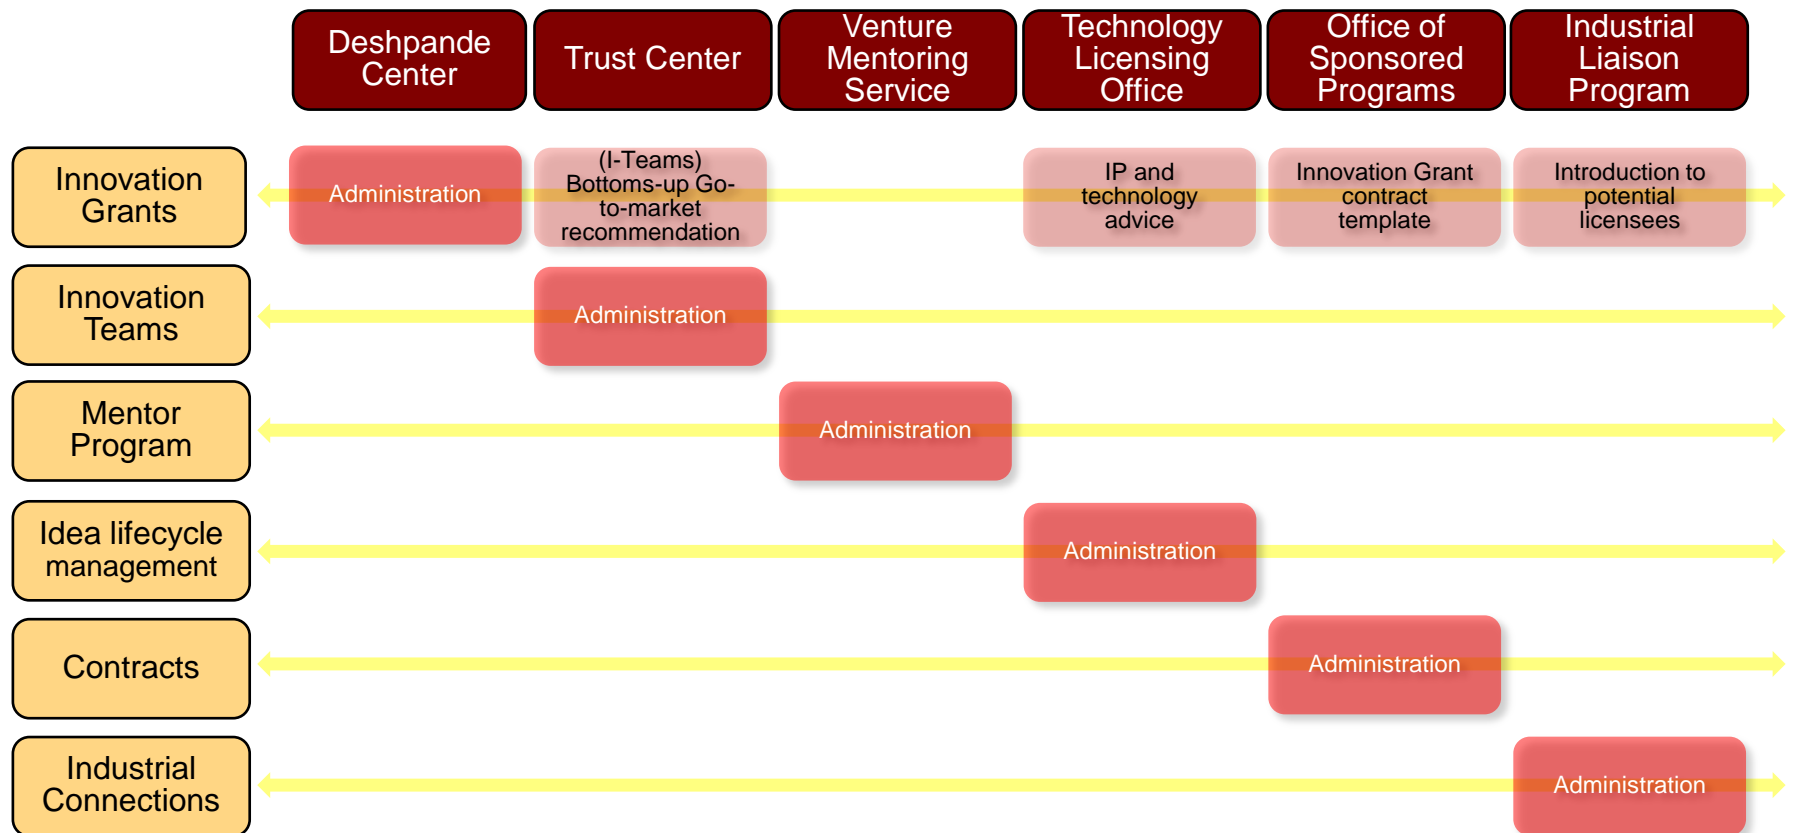 Deshpande
Center
Trust Center
Venture
Mentoring
Service
Technology
Licensing
Office
Office of
Sponsored
Programs
Industrial
Liaison
Program
Innovation
Grants
Administration
(I-Teams)
Bottoms-up Go-
to-market
recommendation
IP and
technology
advice
Innovation Grant
contract
template
Introduction to
potential
licensees
Innovation
Teams
Administration
Mentor
Program
Administration
Idea lifecycle
management
Administration
Contracts
Administration
Industrial
Connections
Administration